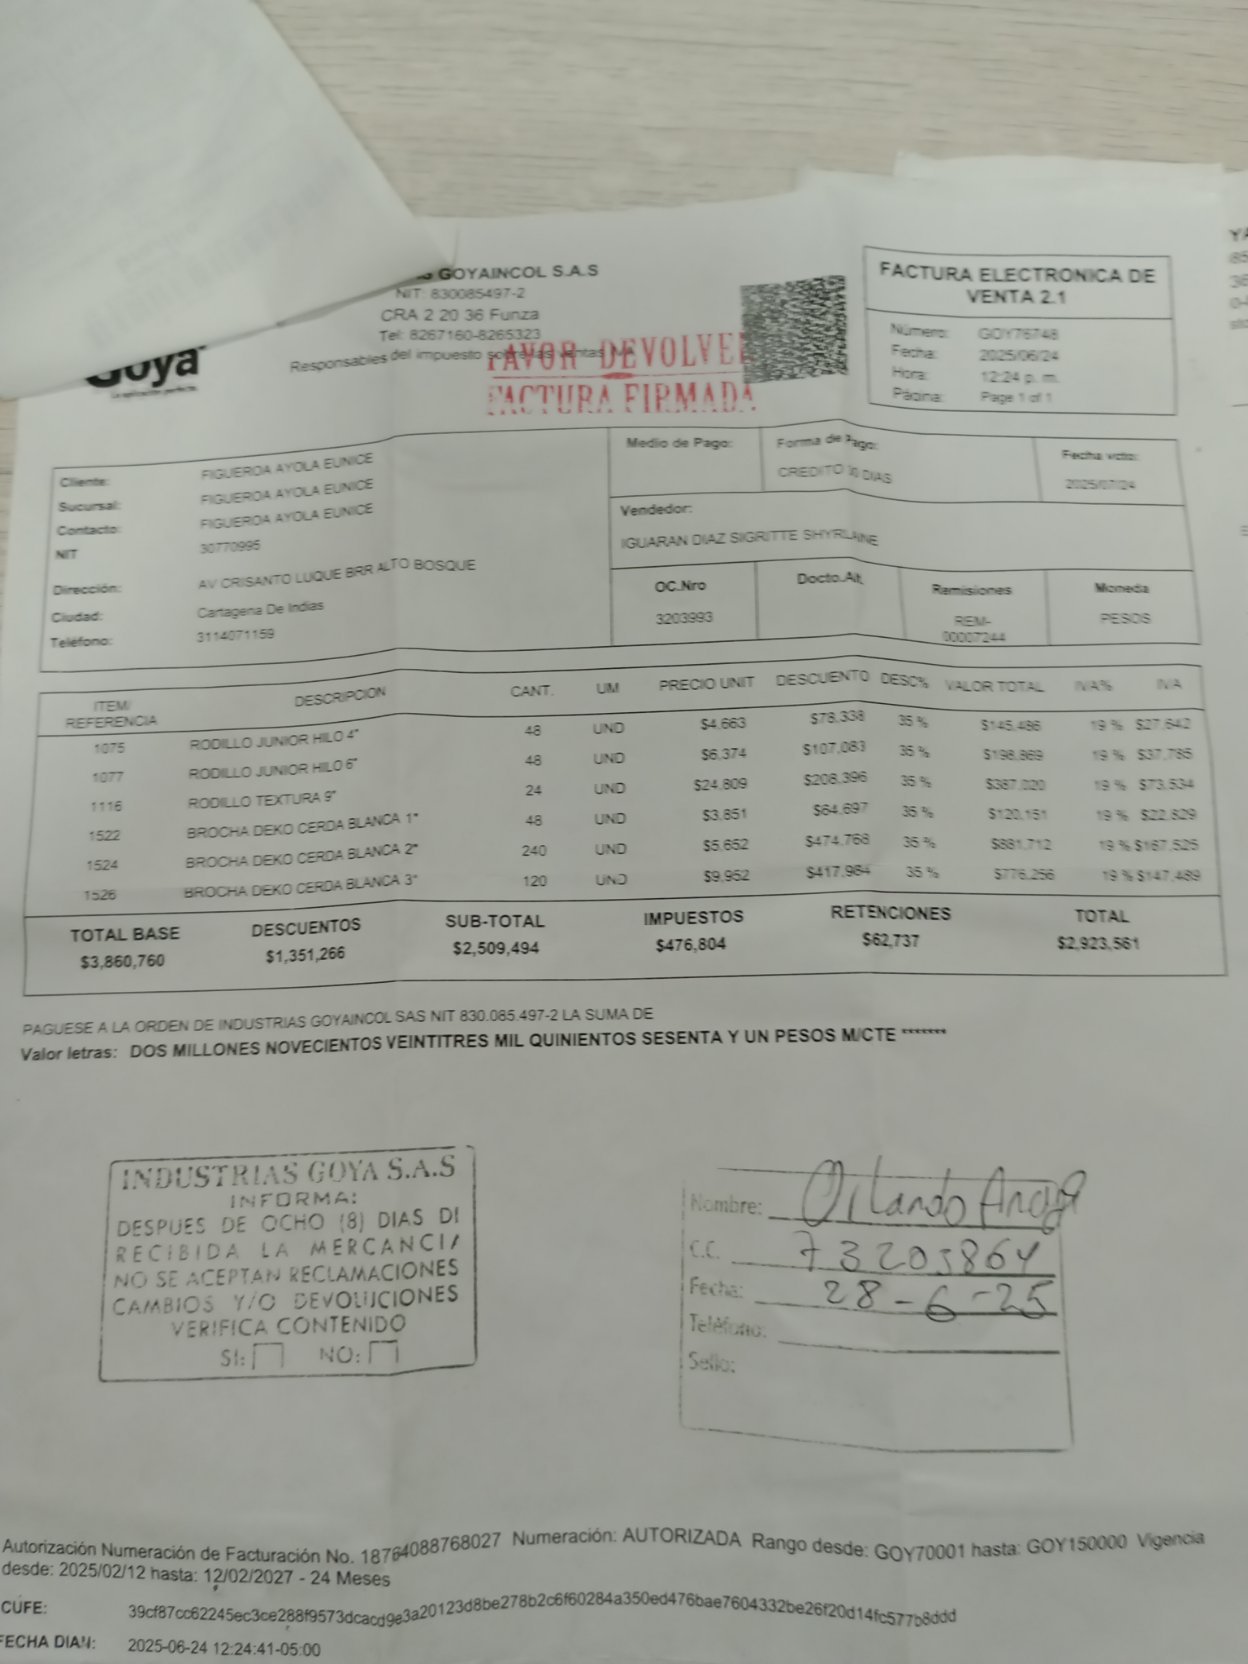 GOYAINCOL S.A.S
NIT: 830085497-2
CRA 2 20 36 Funza
Tel: 8267160-8265323
Responsables del impuesto sobre las ventas
FAVOR DEVOLVER
FACTURA FIRMADA
Goya
FACTURA ELECTRONICA DE
VENTA 2.1
Número: GOY76748
Fecha: 2025/06/24
Hora: 12:24 p. m.
Página: Page 1 of 1
Cliente: FIGUEROA AYOLA EUNICE
Sucursal: FIGUEROA AYOLA EUNICE
Contacto: FIGUEROA AYOLA EUNICE
NIT 30770995
Dirección: AV CRISANTO LUQUE BRR ALTO BOSQUE
Ciudad: Cartagena De Indias
Teléfono: 3114071159
Medio de Pago: Forma de Pago: Fecha vcto:
CREDITO 30 DIAS 2025/07/24
Vendedor:
IGUARAN DIAZ SIGRITTE SHYRLAINE
OC.Nro Docto.Alt. Remisiones Moneda
3203993 REM- PESOS
00007244
ITEM/ DESCRIPCION CANT. UM PRECIO UNIT DESCUENTO DESC% VALOR TOTAL IVA% IVA
REFERENCIA
1075 RODILLO JUNIOR HILO 4" 48 UND $4.663 $78,338 35 % $145,486 19 % $27,642
1077 RODILLO JUNIOR HILO 6" 48 UND $6,374 $107,083 35 % $198,869 19 % $37,785
1116 RODILLO TEXTURA 9" 24 UND $24,809 $208,396 35 % $387,020 19 % $73,534
1522 BROCHA DEKO CERDA BLANCA 1" 48 UND $3,851 $64,697 35 % $120,151 19 % $22,829
1524 BROCHA DEKO CERDA BLANCA 2" 240 UND $5,652 $474,768 35 % $881,712 19 % $167,525
1526 BROCHA DEKO CERDA BLANCA 3" 120 UND $9,952 $417,984 35 % $776,256 19 % $147,489
TOTAL BASE DESCUENTOS SUB-TOTAL IMPUESTOS RETENCIONES TOTAL
$3,860,760 $1,351,266 $2,509,494 $476,804 $62,737 $2,923,561
PAGUESE A LA ORDEN DE INDUSTRIAS GOYAINCOL SAS NIT 830.085.497-2 LA SUMA DE
Valor letras: DOS MILLONES NOVECIENTOS VEINTITRES MIL QUINIENTOS SESENTA Y UN PESOS M/CTE *******
INDUSTRIAS GOYA S.A.S
INFORMA:
DESPUES DE OCHO (8) DIAS DE
RECIBIDA LA MERCANCIA
NO SE ACEPTAN RECLAMACIONES
CAMBIOS Y/O DEVOLUCIONES
VERIFICA CONTENIDO
SI: NO:
Nombre: Orlando
C.C. 73203864
Fecha: 28-6-25
Teléfono:
Sello:
Autorización Numeración de Facturación No. 18764088768027 Numeración: AUTORIZADA Rango desde: GOY70001 hasta: GOY150000 Vigencia
desde: 2025/02/12 hasta: 12/02/2027 - 24 Meses
CUFE: 39cf87cc62245ec3ce288f9573dcacd9e3a20123d8be278b2c6f60284a350ed476bae7604332be26f20d14fc577b8ddd
FECHA DIAN: 2025-06-24 12:24:41-05:00